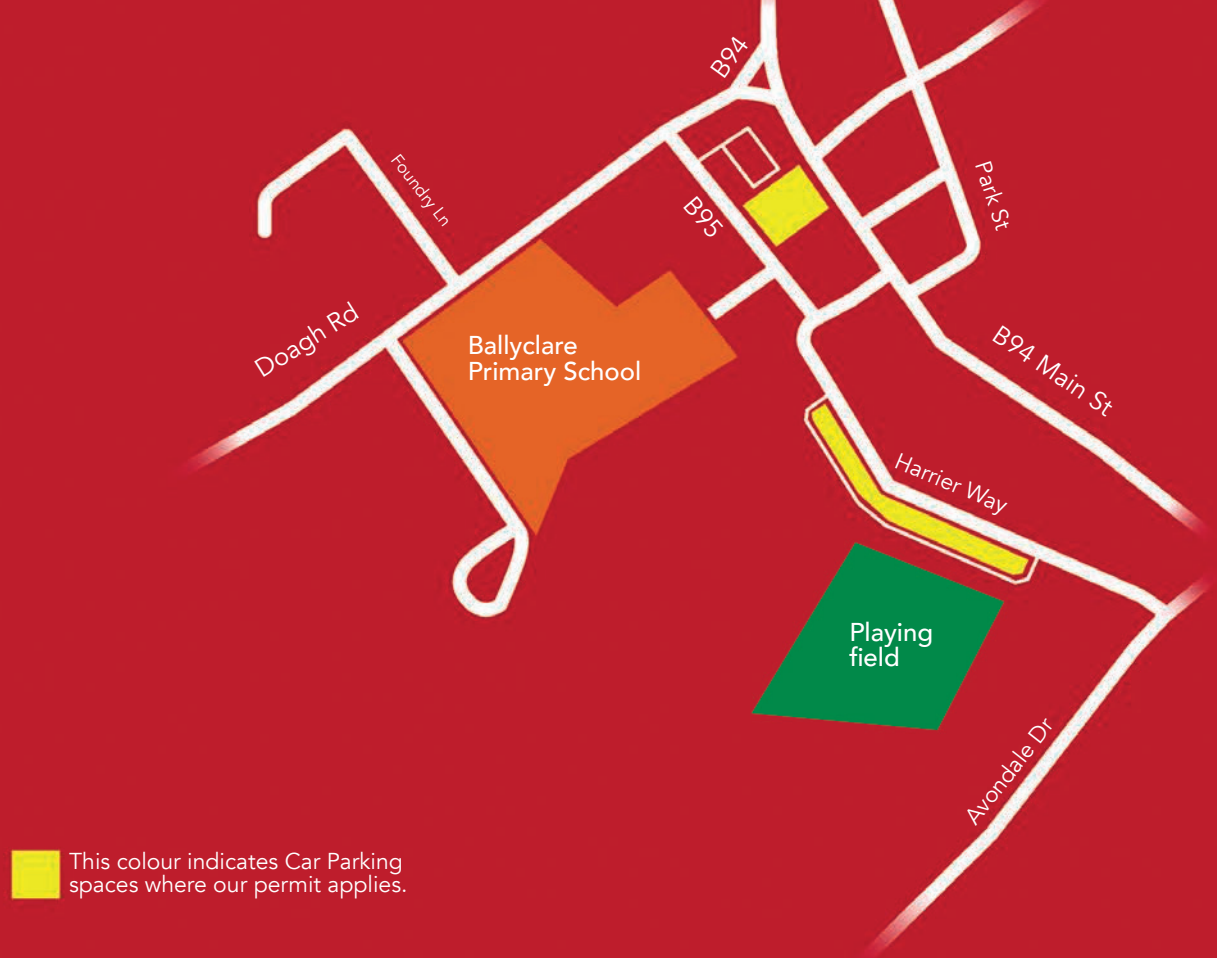 B94
Foundry Ln
Park St
B95
Doagh Rd
Ballyclare
Primary School
B94 Main St
Harrier Way
Playing
field
Avondale Dr
This colour indicates Car Parking
spaces where our permit applies.